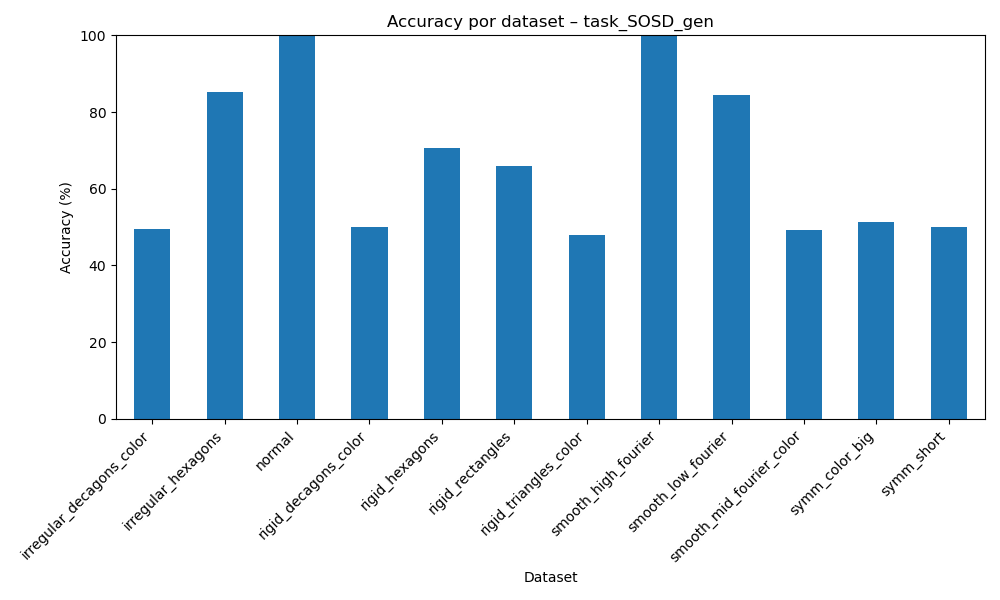 Accuracy por dataset – task_SOSD_gen
Accuracy (%)
100
80
60
40
20
0
irregular_decagons_color
irregular_hexagons
normal
rigid_decagons_color
rigid_hexagons
rigid_rectangles
rigid_triangles_color
smooth_high_fourier
smooth_low_fourier
smooth_mid_fourier_color
symm_color_big
symm_short
Dataset